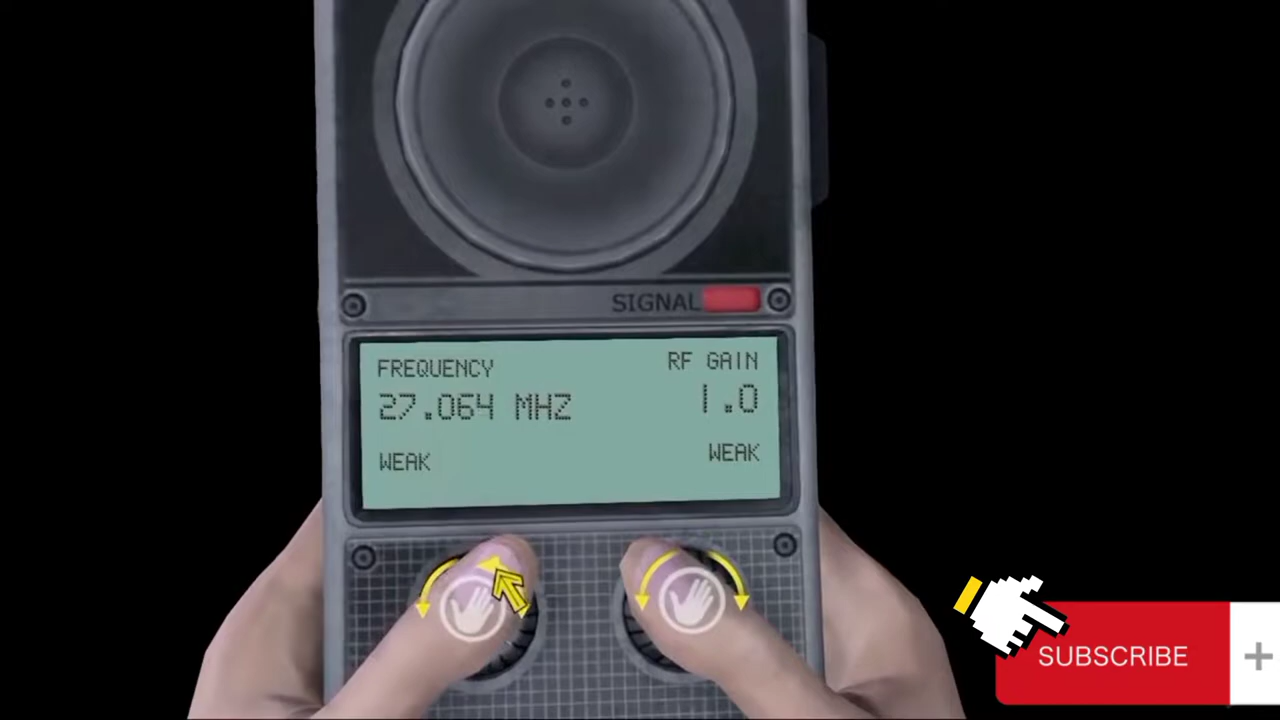 SIGNAL
FREQUENCY
RF GAIN
27.064 MHZ
1.0
WEAK
WEAK
SUBSCRIBE
+